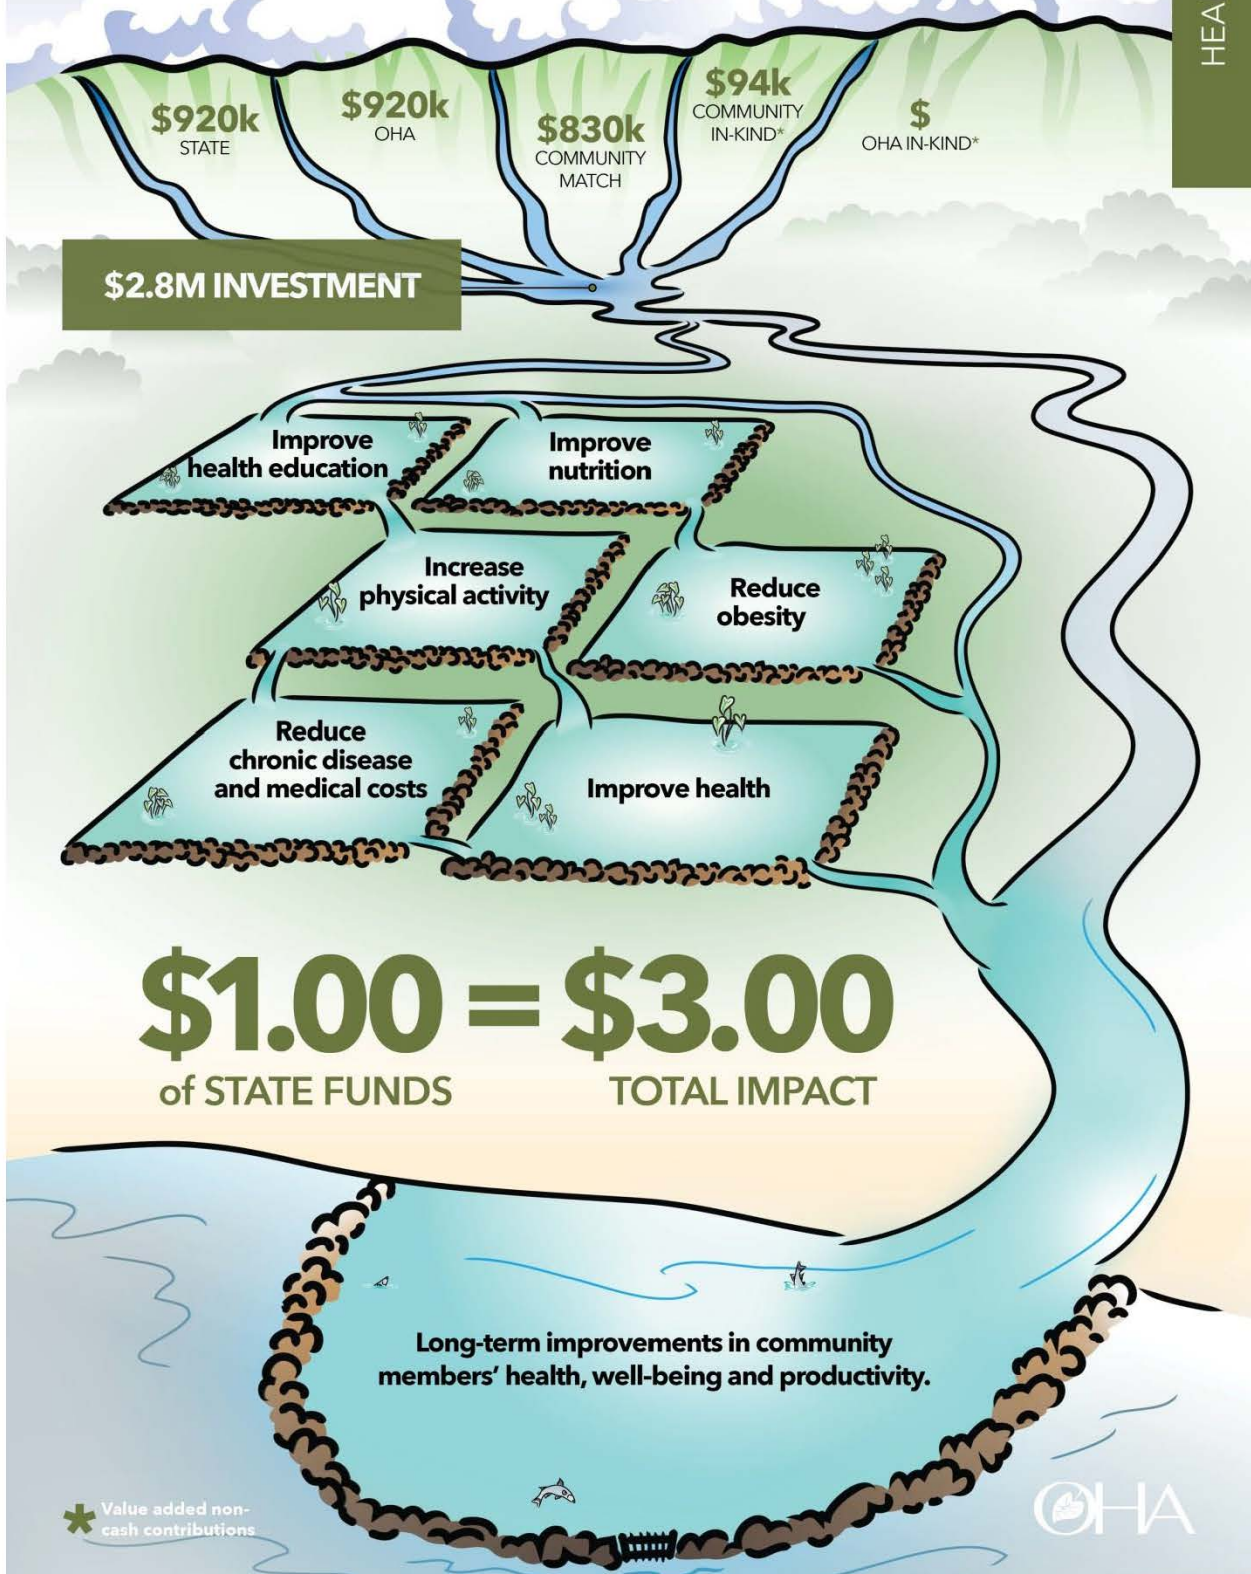 HEA
$920k
STATE
$920k
OHA
$830k
COMMUNITY
MATCH
$94k
COMMUNITY
IN-KIND*
$
OHA IN-KIND*
$2.8M INVESTMENT
Improve
health education
Improve
nutrition
Increase
physical activity
Reduce
obesity
Reduce
chronic disease
and medical costs
Improve health
$1.00 = $3.00
of STATE FUNDS TOTAL IMPACT
Long-term improvements in community
members’ health, well-being and productivity.
* Value added non-
cash contributions
OHA